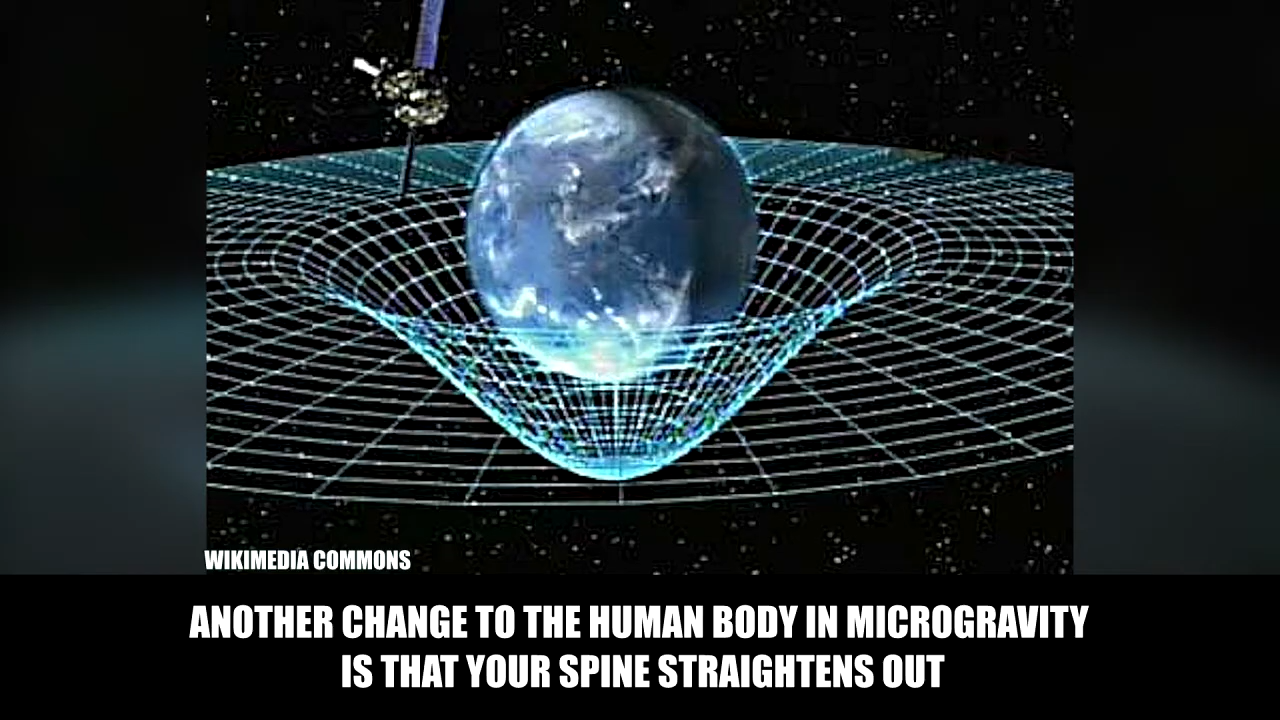 WIKIMEDIA COMMONS
ANOTHER CHANGE TO THE HUMAN BODY IN MICROGRAVITY
IS THAT YOUR SPINE STRAIGHTENS OUT